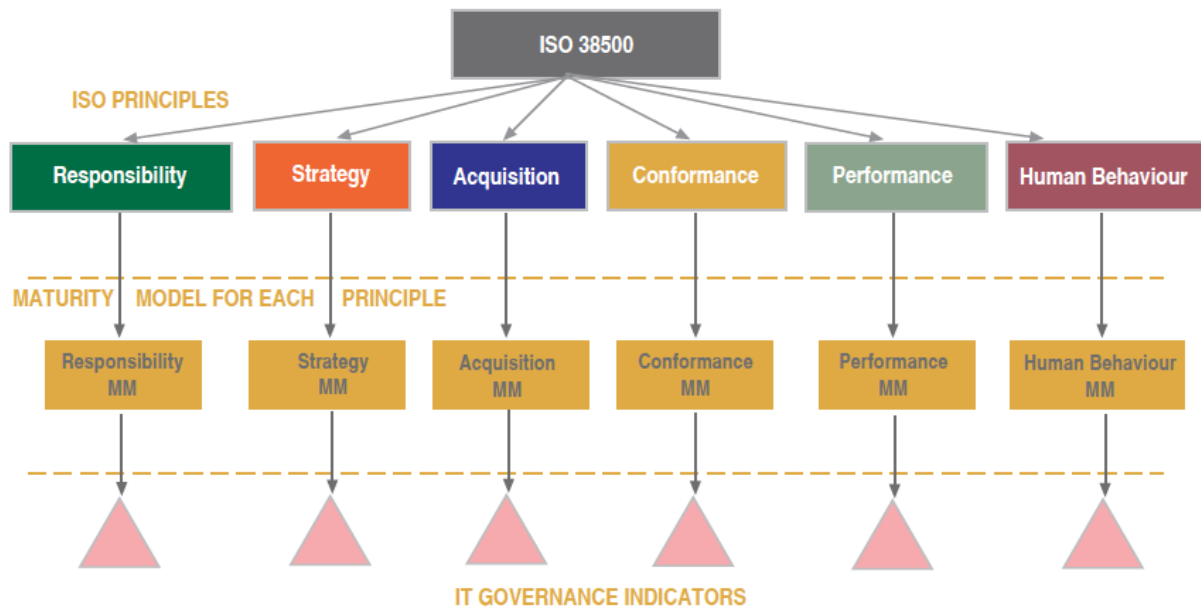 ISO 38500
ISO PRINCIPLES
Responsibility
Strategy
Acquisition
Conformance
Performance
Human Behaviour
MATURITY MODEL FOR EACH PRINCIPLE
Responsibility
MM
Strategy
MM
Acquisition
MM
Conformance
MM
Performance
MM
Human Behaviour
MM
IT GOVERNANCE INDICATORS